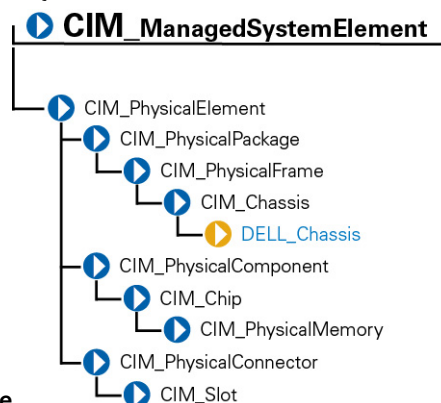 CIM_ManagedSystemElement
CIM_PhysicalElement
CIM_PhysicalPackage
CIM_PhysicalFrame
CIM_Chassis
DELL_Chassis
CIM_PhysicalComponent
CIM_Chip
CIM_PhysicalMemory
CIM_PhysicalConnector
e
CIM_Slot